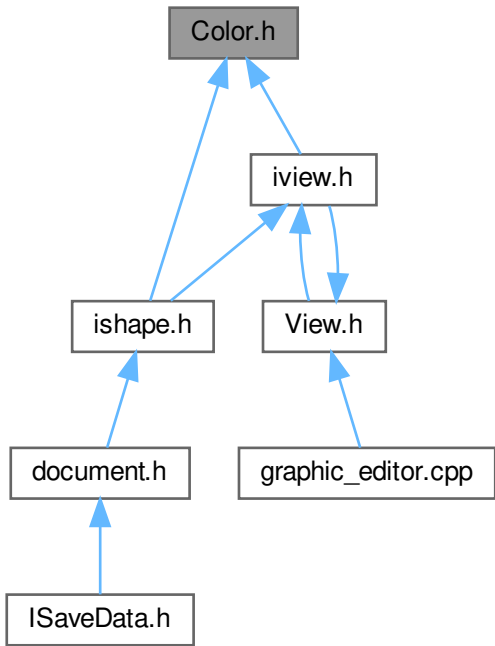 Color.h
iview.h
ishape.h
View.h
document.h
graphic_editor.cpp
ISaveData.h